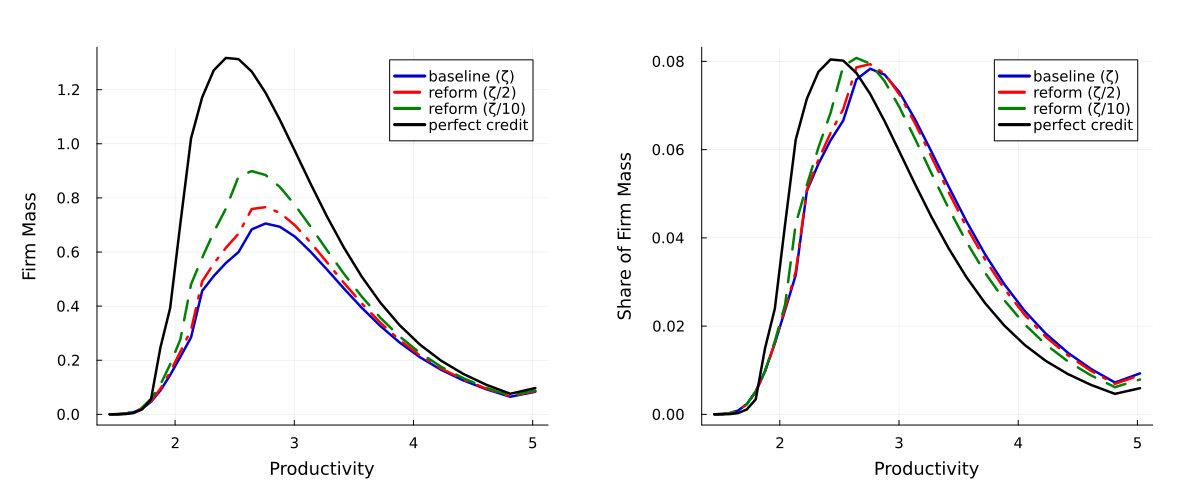 Firm Mass
1.2
1.0
0.8
0.6
0.4
0.2
0.0
baseline (ζ)
reform (ζ/2)
reform (ζ/10)
perfect credit
2
3
4
5
Productivity
Share of Firm Mass
0.08
0.06
0.04
0.02
0.00
baseline (ζ)
reform (ζ/2)
reform (ζ/10)
perfect credit
2
3
4
5
Productivity